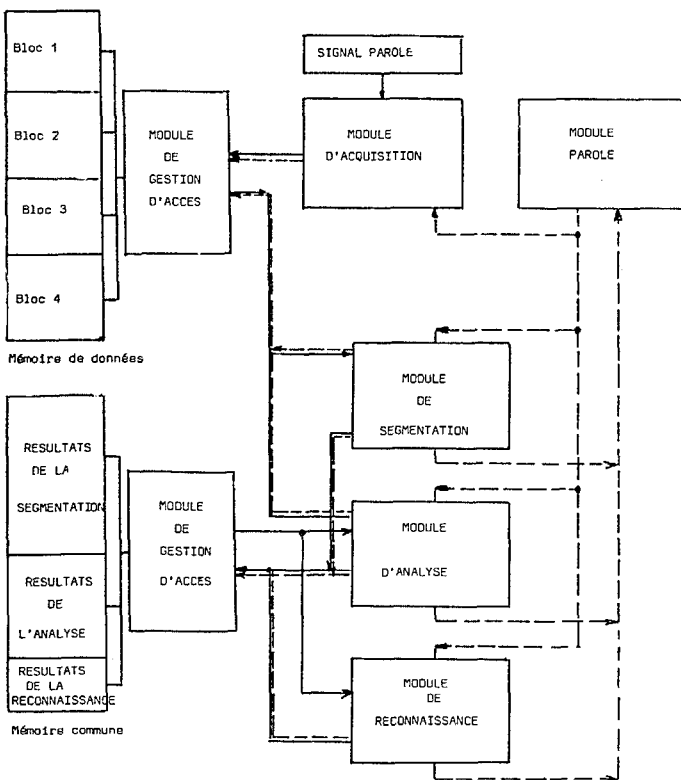 Bloc 1
Bloc 2
Bloc 3
Bloc 4
Mémoire de données
MODULE
DE
GESTION
D'ACCES
SIGNAL PAROLE
MODULE
D'ACQUISITION
MODULE
PAROLE
MODULE
DE
SEGMENTATION
RESULTATS
DE LA
SEGMENTATION
RESULTATS
DE
L'ANALYSE
RESULTATS
DE LA
RECONNAISSANCE
Mémoire commune
MODULE
DE
GESTION
D'ACCES
MODULE
D'ANALYSE
MODULE
DE
RECONNAISSANCE